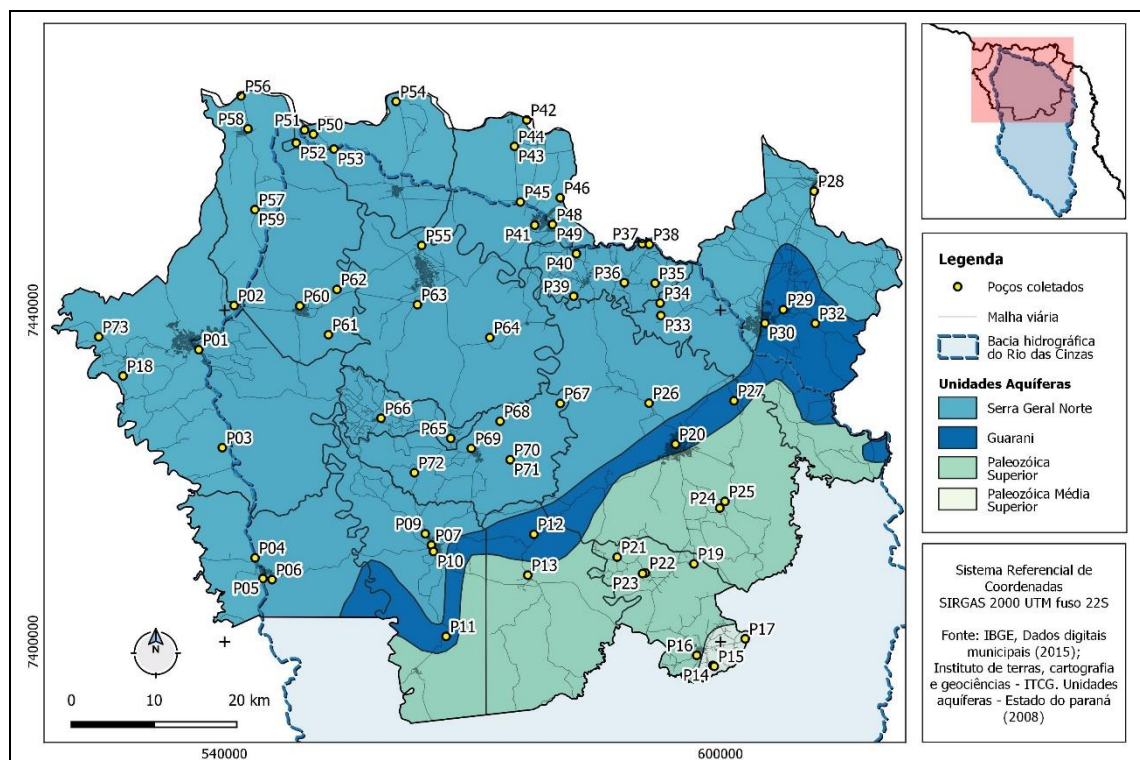 P56
P54
P58
P51
P50
P42
P52
P53
P44
P43
P28
P57
P59
P45
P46
P41
P48
P49
P55
P37
P38
P40
P36
P35
P62
P02
P60
P63
P39
P34
P33
P29
P32
P30
P61
P64
P73
P01
P18
P67
P26
P27
P66
P68
P03
P65
P69
P20
P70
P71
P72
P24
P25
P09
P07
P10
P12
P04
P21
P19
P13
P22
P23
P05
P06
P11
P17
P16
P15
P14
7440000
7400000
N
0 10 20 km
540000
600000
Legenda
Poços coletados
Malha viária
Bacia hidrográfica
do Rio das Cinzas
Unidades Aquíferas
Serra Geral Norte
Guarani
Paleozóica
Superior
Paleozóica Média
Superior
Sistema Referencial de
Coordenadas
SIRGAS 2000 UTM fuso 22S
Fonte: IBGE, Dados digitais
municipais (2015);
Instituto de terras, cartografia
e geociências - ITCG. Unidades
aquíferas - Estado do paraná
(2008)